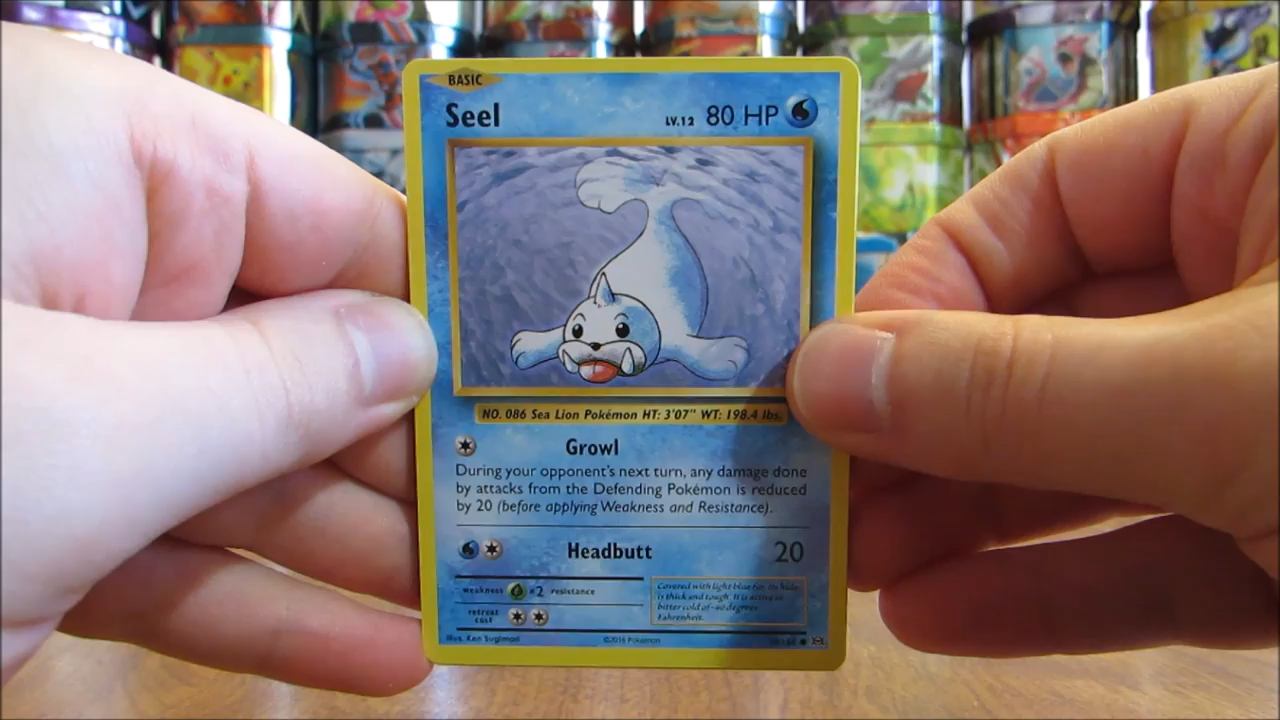 BASIC
Seel LV.12 80 HP
NO. 086 Sea Lion Pokémon HT: 3'07" WT: 198.4 lbs.
Growl
During your opponent's next turn, any damage done
by attacks from the Defending Pokémon is reduced
by 20 (before applying Weakness and Resistance).
Headbutt 20
weakness ×2 resistance
retreat
cost
Covered with light blue fur, its hide
is thick and tough. It is active in
bitter cold of -40 degrees
Fahrenheit.
Illus. Ken Sugimori ©2016 Pokémon